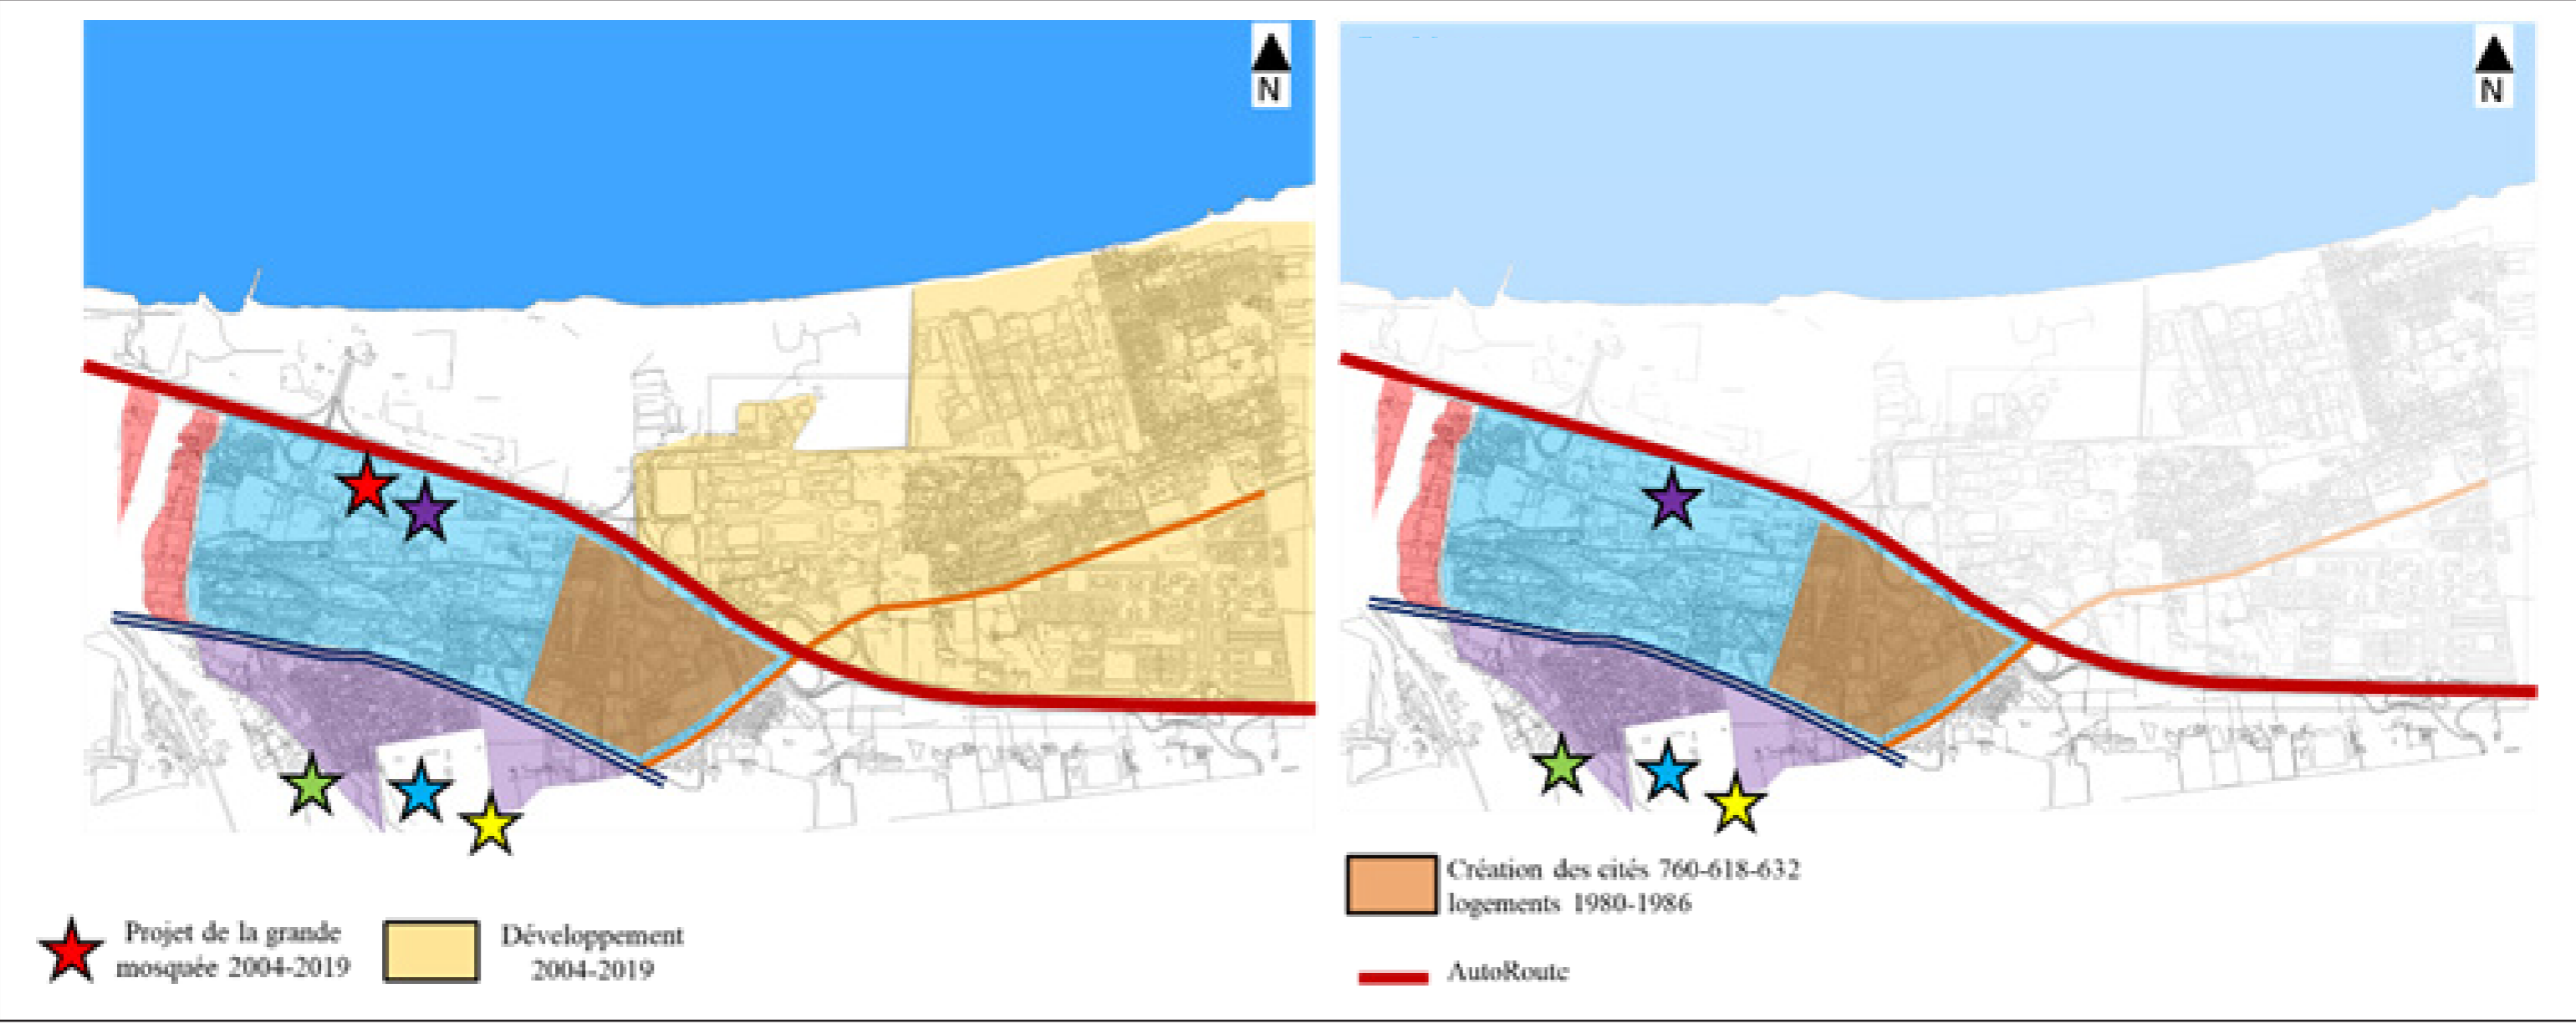 N
N
Projet de la grande
mosquée 2004-2019
Développement
2004-2019
Création des cités 760-618-632
logements 1980-1986
AutoRoute